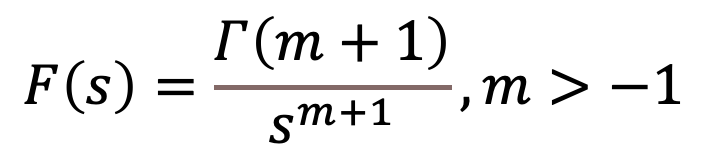 F(s) = Γ(m + 1) / s^{m+1}, m > −1